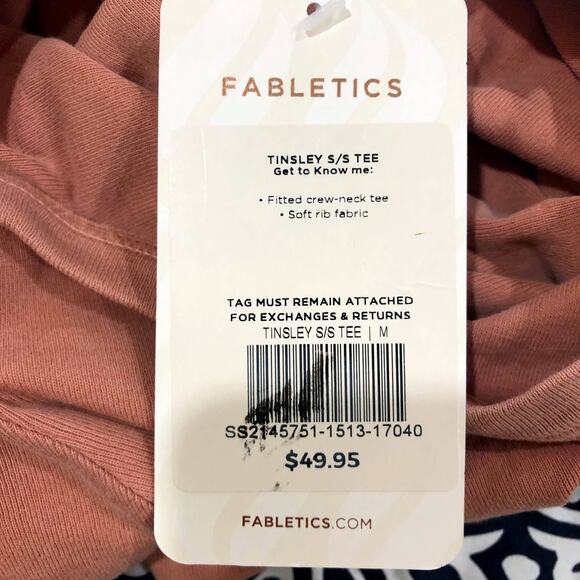 FABLETICS
TINSLEY S/S TEE
Get to Know me:
• Fitted crew-neck tee
• Soft rib fabric
TAG MUST REMAIN ATTACHED
FOR EXCHANGES & RETURNS
TINSLEY S/S TEE | M
SS2145751-1513-17040
$49.95
FABLETICS.COM